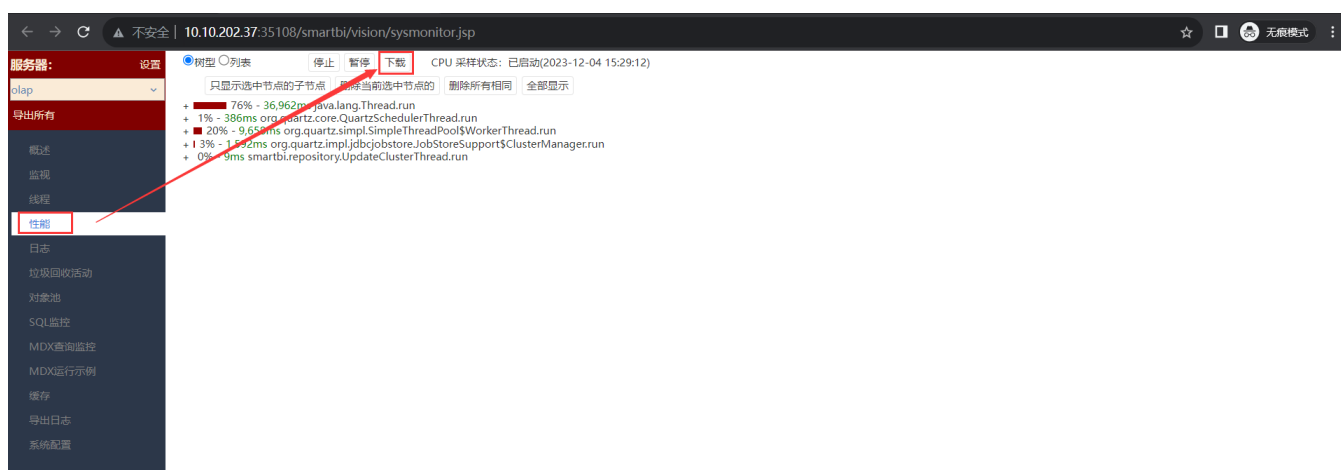 不安全 | 10.10.202.37:35108/smartbi/vision/sysmonitor.jsp 无痕模式
服务器: 设置
olap
导出所有
概述
监视
线程
性能
日志
垃圾回收活动
对象池
SQL监控
MDX查询监控
MDX运行示例
缓存
导出日志
系统配置
树型 列表 停止 暂停 下载 CPU 采样状态：已启动(2023-12-04 15:29:12)
只显示选中节点的子节点 删除当前选中节点的 删除所有相同 全部显示
+ 76% - 36,962ms java.lang.Thread.run
+ 1% - 386ms org.quartz.core.QuartzSchedulerThread.run
+ 20% - 9,658ms org.quartz.simpl.SimpleThreadPool$WorkerThread.run
+ 3% - 1,592ms org.quartz.impl.jdbcjobstore.JobStoreSupport$ClusterManager.run
+ 0% - 9ms smartbi.repository.UpdateClusterThread.run